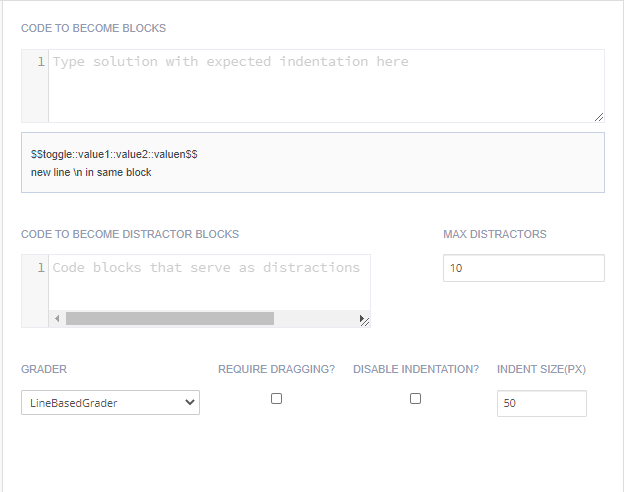 CODE TO BECOME BLOCKS
1 Type solution with expected indentation here
$$toggle::value1::value2::valuen$$
new line \n in same block
CODE TO BECOME DISTRACTOR BLOCKS
MAX DISTRACTORS
1 Code blocks that serve as distractions
10
GRADER
REQUIRE DRAGGING?
DISABLE INDENTATION?
INDENT SIZE(PX)
LineBasedGrader
50